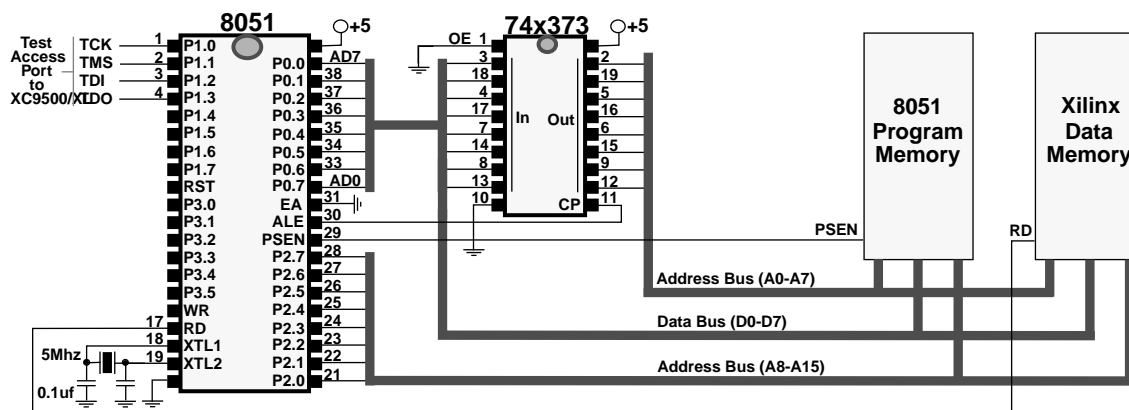 8051
74x373
+5
+5
Test
Access
Port
to
XC9500/XL
TCK 1 P1.0
TMS 2 P1.1
TDI 3 P1.2
TDO 4 P1.3
P1.4
P1.5
P1.6
P1.7
RST
P3.0
P3.1
P3.2
P3.3
P3.4
P3.5
WR
17 RD
18 XTL1
19 XTL2
5Mhz
0.1uf
P0.0 AD7
P0.1 38
P0.2 37
P0.3 36
P0.4 35
P0.5 34
P0.6 33
P0.7 AD0
EA 31
ALE 30
PSEN 29
P2.7 28
P2.6 27
P2.5 26
P2.4 25
P2.3 24
P2.2 23
P2.1 22
P2.0 21
OE 1
3
18
4
17
7
14
8
13
10
In
Out
CP
2
19
5
16
6
15
9
12
11
8051
Program
Memory
Xilinx
Data
Memory
PSEN
RD
Address Bus (A0-A7)
Data Bus (D0-D7)
Address Bus (A8-A15)